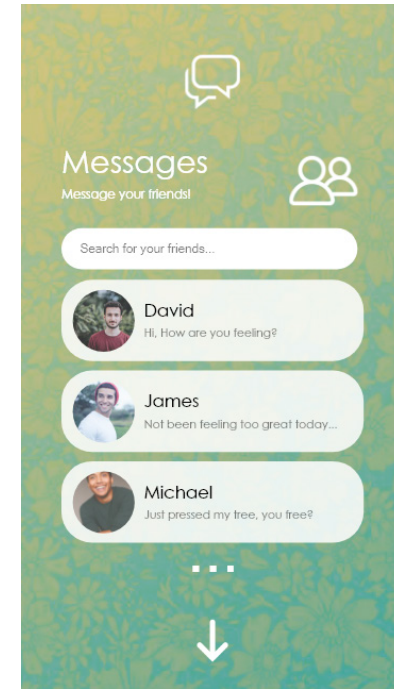 Messages
Message your friends!
Search for your friends...
David
Hi, How are you feeling?
James
Not been feeling too great today...
Michael
Just pressed my tree, you free?